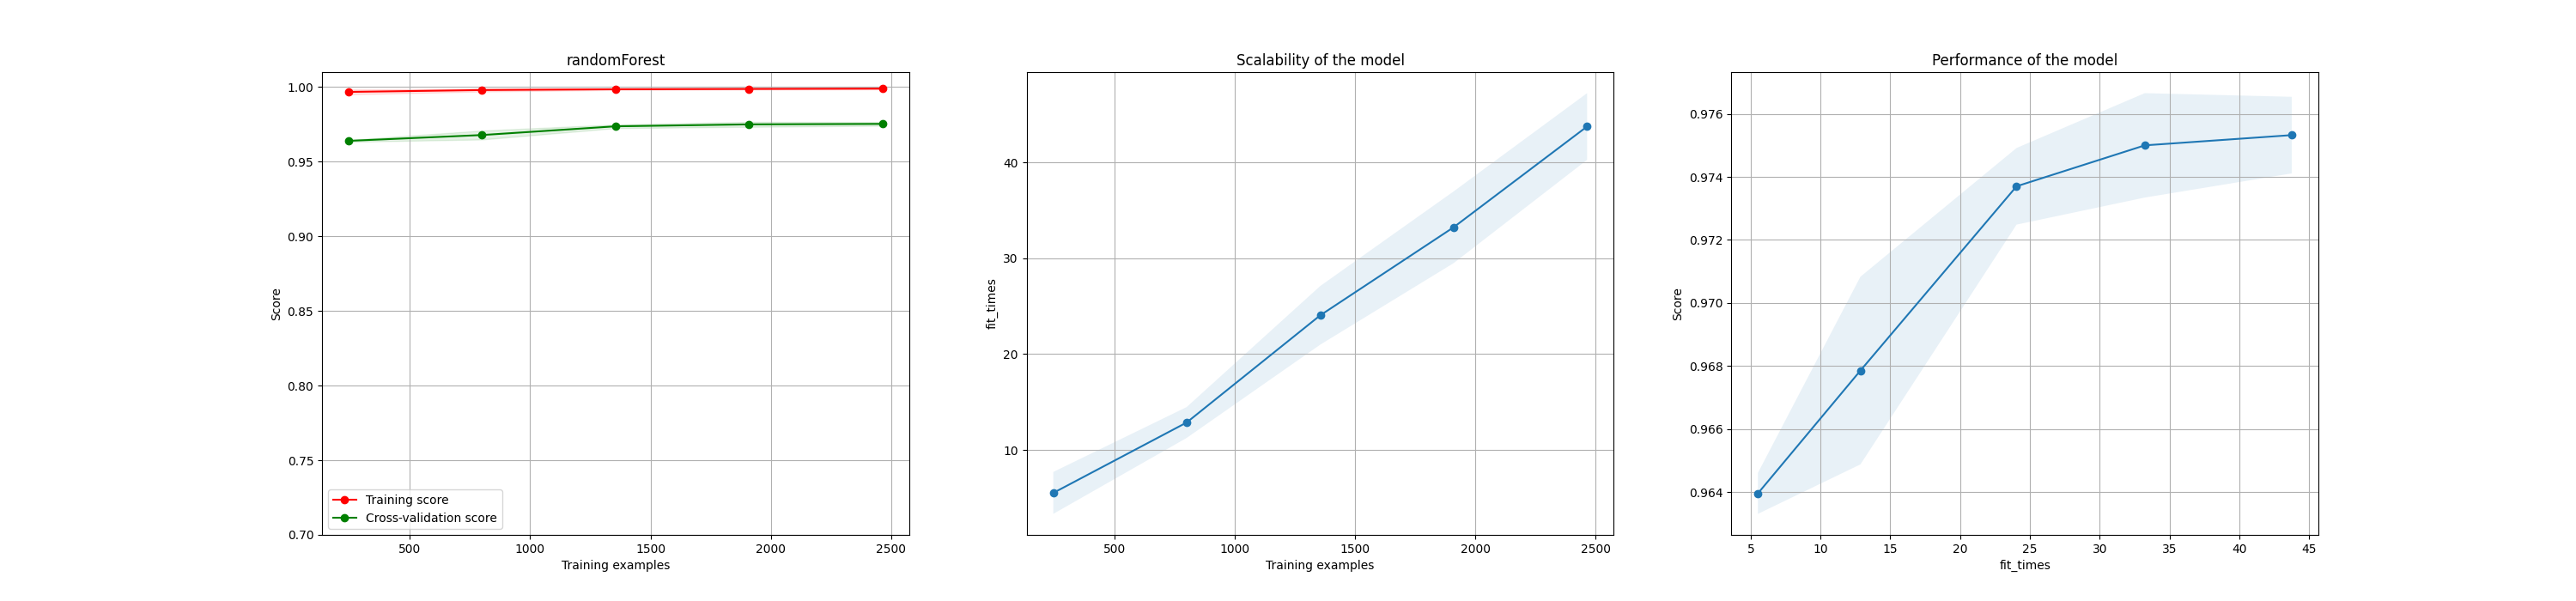 randomForest
1.00
0.95
0.90
0.85
0.80
0.75
0.70
Score
Training score
Cross-validation score
500 1000 1500 2000 2500
Training examples
Scalability of the model
40
30
20
10
fit_times
500 1000 1500 2000 2500
Training examples
Performance of the model
0.976
0.974
0.972
0.970
0.968
0.966
0.964
Score
5 10 15 20 25 30 35 40 45
fit_times